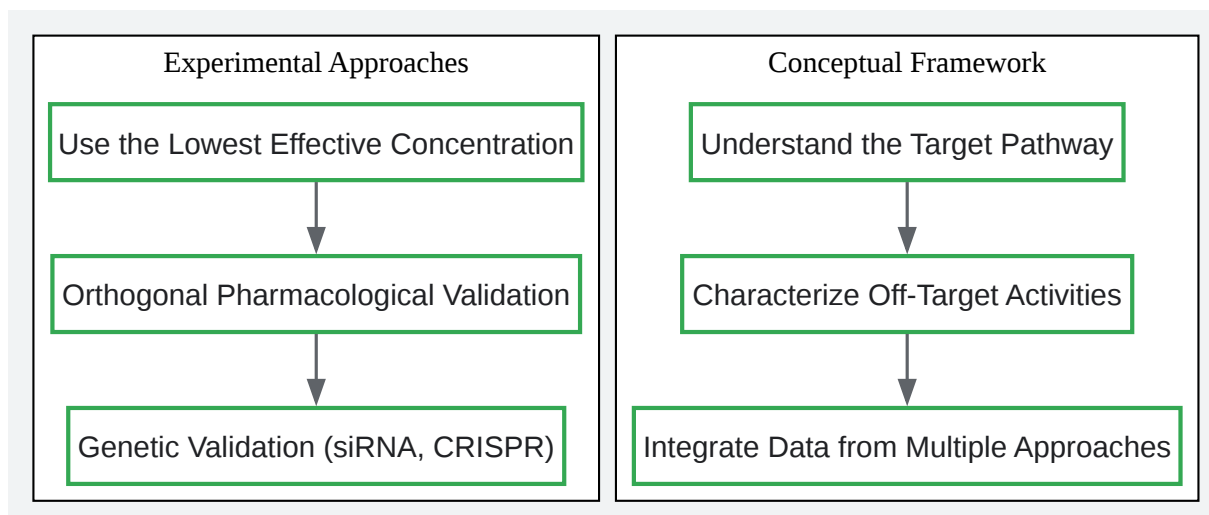 Experimental Approaches
Use the Lowest Effective Concentration
Orthogonal Pharmacological Validation
Genetic Validation (siRNA, CRISPR)
Conceptual Framework
Understand the Target Pathway
Characterize Off-Target Activities
Integrate Data from Multiple Approaches